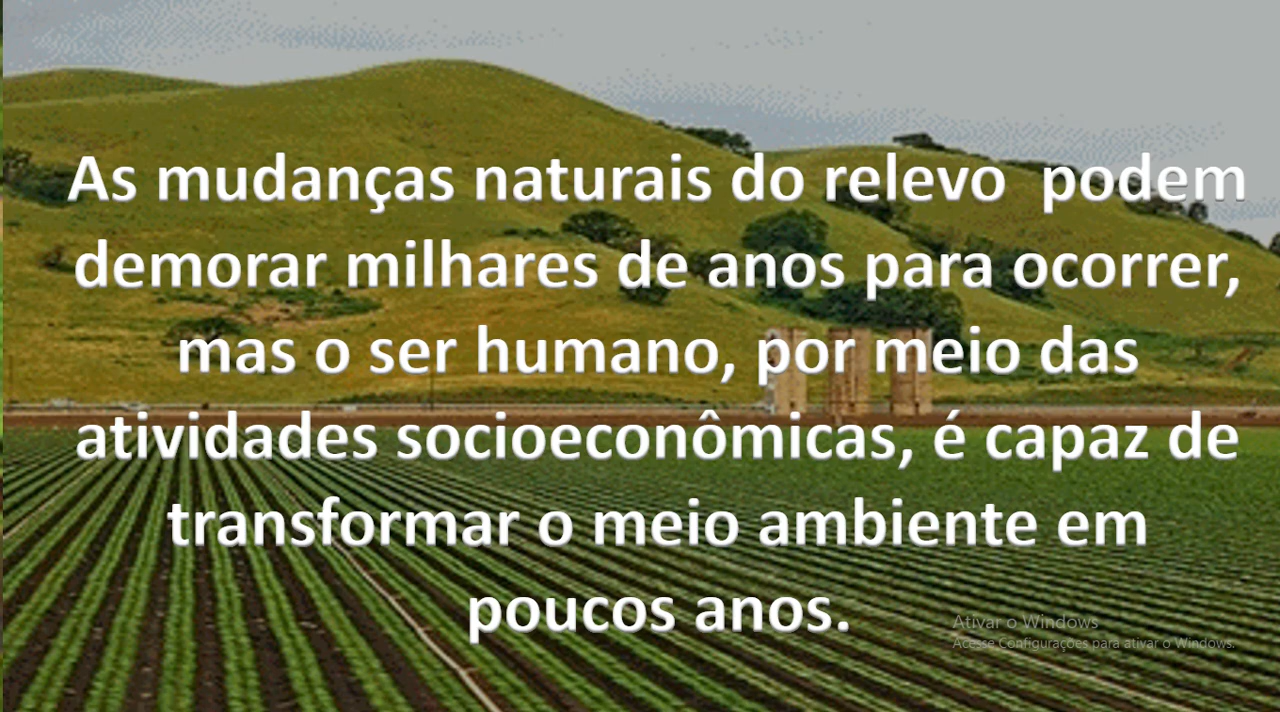 As mudanças naturais do relevo  podem
demorar milhares de anos para ocorrer,
mas o ser humano, por meio das
atividades socioeconômicas, é capaz de
transformar o meio ambiente em
poucos anos.
Ativar o Windows
Acesse Configurações para ativar o Windows.